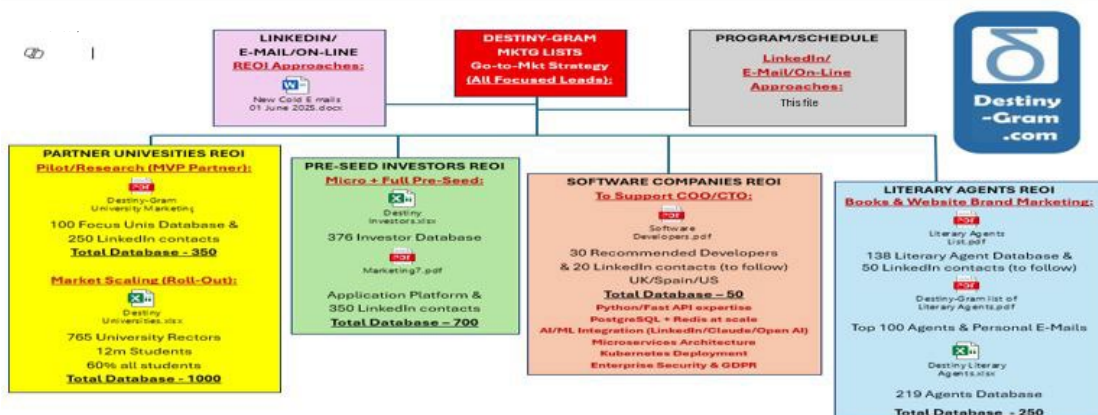 LINKEDIN/
E-MAIL/ON-LINE
REOI Approaches:
New Cold E mails
01 June 2025.docx
DESTINY-GRAM
MKTG LISTS
Go-to-Mkt Strategy
(All Focused Leads):
PROGRAM/SCHEDULE
LinkedIn/
E-Mail/On-Line
Approaches:
This file
δ
Destiny
-Gram
.com
PARTNER UNIVESITIES REOI
Pilot/Research (MVP Partner):
PDF
Destiny-Gram
University Marketing
100 Focus Unis Database &
250 LinkedIn contacts
Total Database - 350
Market Scaling (Roll-Out):
Destiny
Universities.xlsx
765 University Rectors
12m Students
60% all students
Total Database - 1000
PRE-SEED INVESTORS REOI
Micro + Full Pre-Seed:
Destiny
Investors.xlsx
376 Investor Database
PDF
Marketing7.pdf
Application Platform &
350 LinkedIn contacts
Total Database – 700
SOFTWARE COMPANIES REOI
To Support COO/CTO:
PDF
Software
Developers.pdf
30 Recommended Developers
& 20 LinkedIn contacts (to follow)
UK/Spain/US
Total Database – 50
Python/Fast API expertise
PostgreSQL + Redis at scale
AI/ML Integration (LinkedIn/Claude/Open AI)
Microservices Architecture
Kubernetes Deployment
Enterprise Security & GDPR
LITERARY AGENTS REOI
Books & Website Brand Marketing:
PDF
Literary Agents
List.pdf
138 Literary Agent Database &
50 LinkedIn contacts (to follow)
PDF
Destiny-Gram list of
Literary Agents.pdf
Top 100 Agents & Personal E-Mails
Destiny Literary
Agents.xlsx
219 Agents Database
Total Database - 250